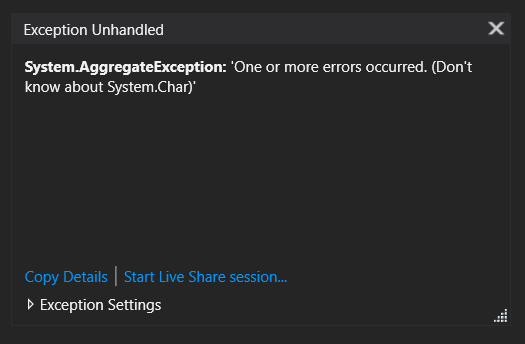 Exception Unhandled
System.AggregateException: 'One or more errors occurred. (Don't
know about System.Char)'
Copy Details | Start Live Share session...
Exception Settings